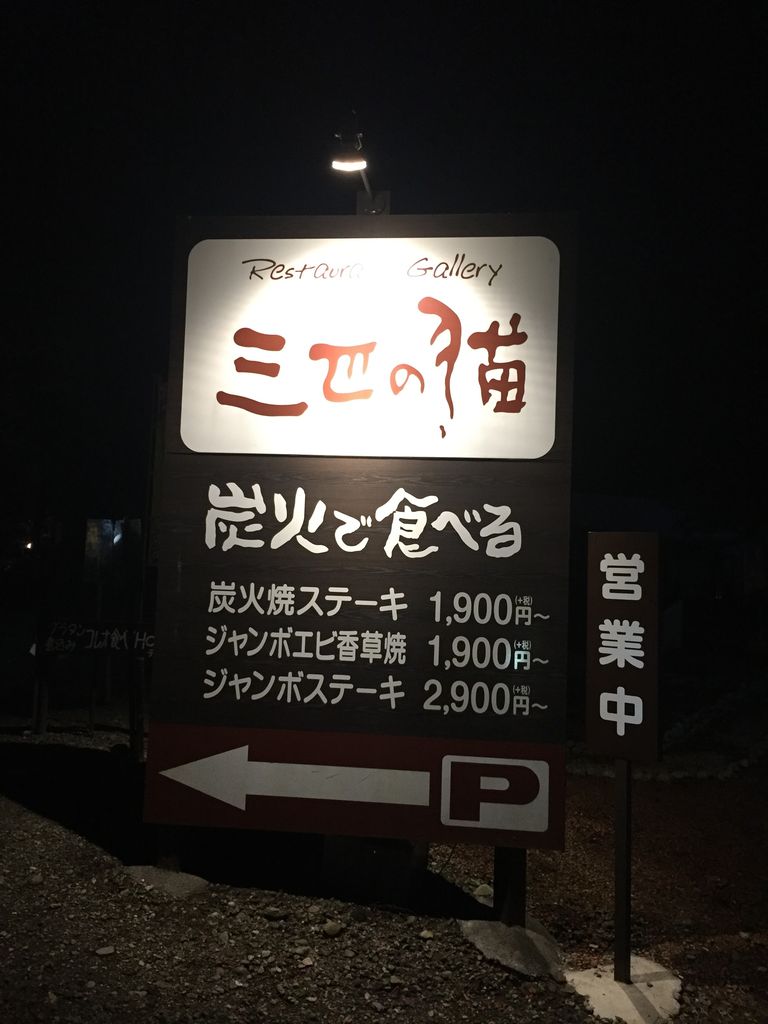 Restaura Gallery
三匹の猫
炭火で食べる
炭火焼ステーキ 1,900円(+税)～
ジャンボエビ香草焼 1,900円(+税)～
ジャンボステーキ 2,900円(+税)～
P
営業中